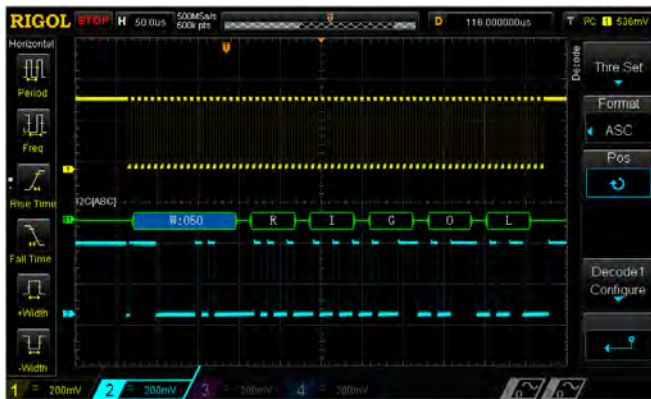 RIGOL STOP H 50.0us 500MSa/s 600k pts D 116.000000us T I²C 1 536mV
Horizontal
Period
Freq
Rise Time
Fall Time
+Width
-Width
I2C[ABC]
W:050 R I G O L
Decode
Thre Set
Format
ASC
Pos
Decode1
Configure
1 = 200mV 2 = 200mV 3 200mV 4 200mV